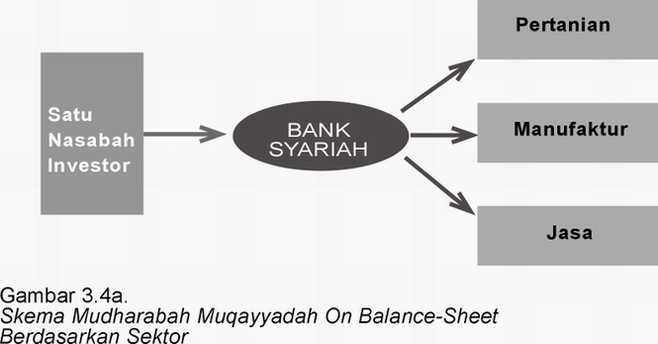 Pertanian
Satu
Nasabah
Investor
BANK
SYARIAH
Manufaktur
Jasa
Gambar 3.4a.
Skema Mudharabah Muqayyadah On Balance-Sheet
Berdasarkan Sektor